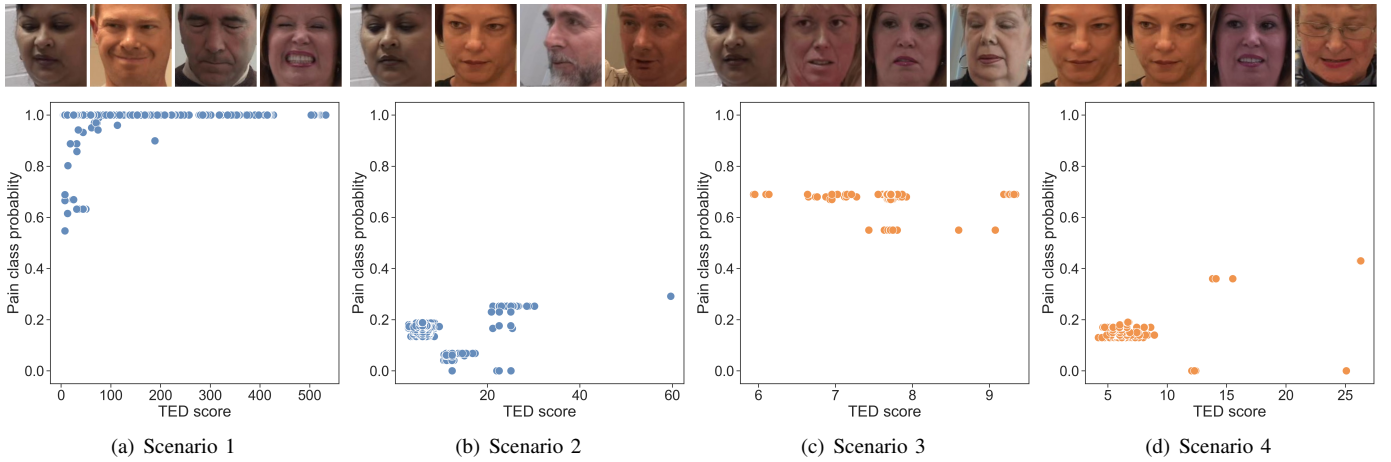 Pain class probablity
1.0
0.8
0.6
0.4
0.2
0.0
0 100 200 300 400 500
TED score
(a) Scenario 1
Pain class probablity
1.0
0.8
0.6
0.4
0.2
0.0
20 40 60
TED score
(b) Scenario 2
Pain class probablity
1.0
0.8
0.6
0.4
0.2
0.0
6 7 8 9
TED score
(c) Scenario 3
Pain class probablity
1.0
0.8
0.6
0.4
0.2
0.0
5 10 15 20 25
TED score
(d) Scenario 4